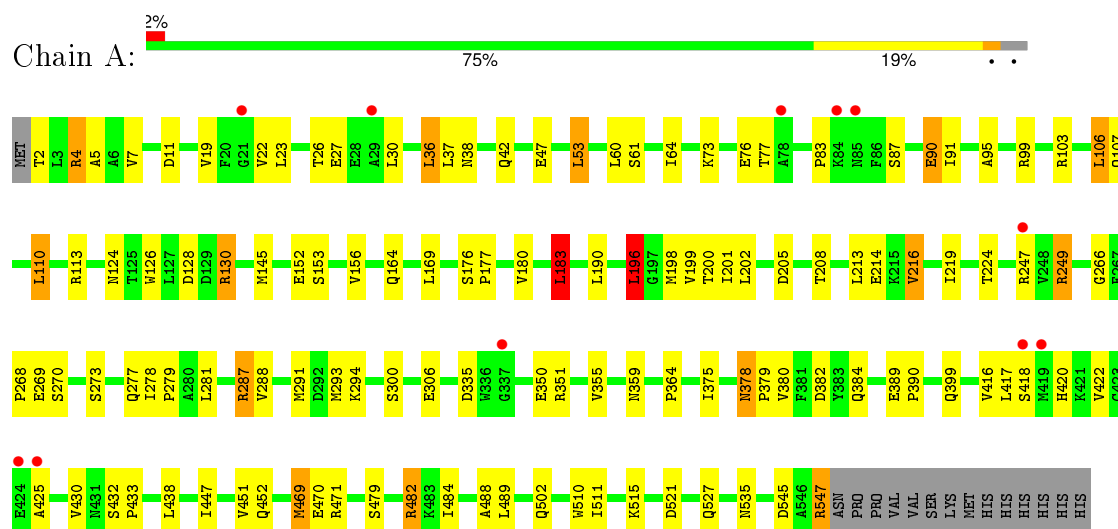 2%
Chain A:
75% 19% • •
MET T2 L3 R4 A5 A6 V7 D11 V19 F20 G21 V22 L23 T26 E27 E28 A29 L30 L36 L37 N38 Q42 E47 L53 L60 S61 I64 K73 E76 T77 A78 P83 K84 N85 F86 S87 E90 I91 A95 R99 R103 L106 Q107
L110 R113 N124 T125 W126 L127 D128 D129 R130 M145 E152 S153 V156 Q164 L169 S176 P177 V180 L183 L190 L196 G197 M198 V199 T200 I201 L202 D205 T208 L213 E214 K215 V216 I219 T224 R247 V248 R249 G266 E267
P268 E269 S270 S273 Q277 I278 P279 A280 L281 R287 V288 M291 D292 M293 K294 S300 E306 D335 W336 G337 E350 R351 V355 N359 P364 I375 N378 P379 V380 F381 D382 Y383 Q384 E389 P390 Q399 V416 L417 S418 M419 H420 K421 V422
E424 A425 V430 N431 S432 P433 L438 I447 V451 Q452 M469 E470 R471 S479 R482 K483 I484 A488 L489 Q502 W510 I511 K515 D521 Q527 N535 D545 A546 R547 ASN PRO PRO VAL VAL SER LYS MET HIS HIS HIS HIS HIS HIS